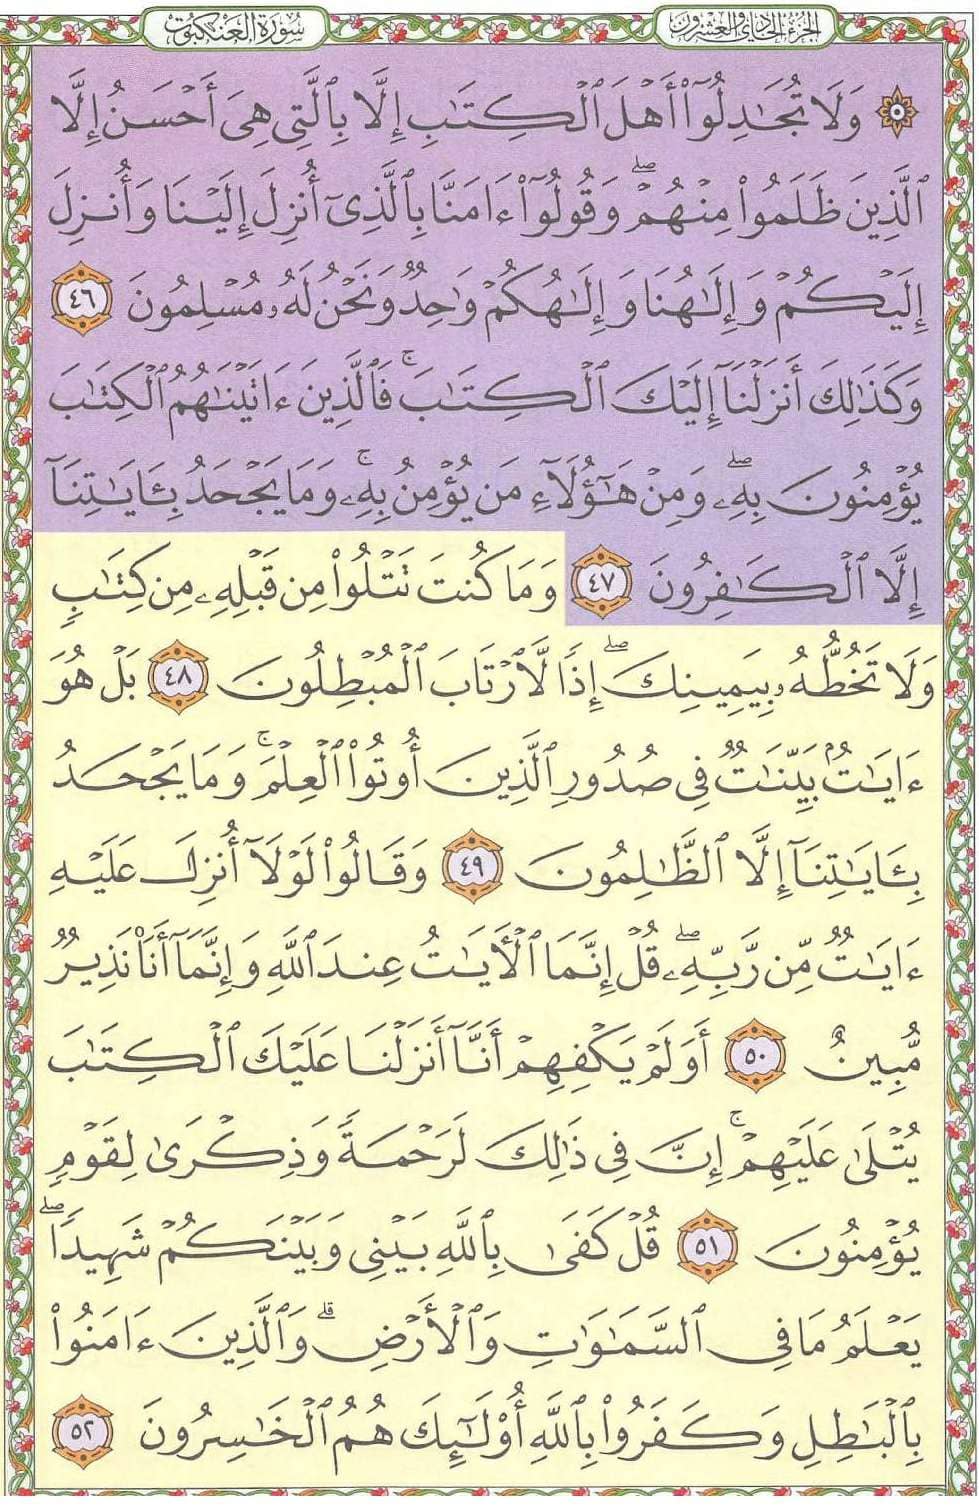 الجزء الحادي والعشرون
سورة العنكبوت
۞ وَلَا تُجَٰدِلُوٓا۟ أَهْلَ ٱلْكِتَٰبِ إِلَّا بِٱلَّتِى هِىَ أَحْسَنُ إِلَّا
ٱلَّذِينَ ظَلَمُوا۟ مِنْهُمْ ۖ وَقُولُوٓا۟ ءَامَنَّا بِٱلَّذِىٓ أُنزِلَ إِلَيْنَا وَأُنزِلَ
إِلَيْكُمْ وَإِلَٰهُنَا وَإِلَٰهُكُمْ وَٰحِدٌ وَنَحْنُ لَهُۥ مُسْلِمُونَ ٤٦
وَكَذَٰلِكَ أَنزَلْنَآ إِلَيْكَ ٱلْكِتَٰبَ ۚ فَٱلَّذِينَ ءَاتَيْنَٰهُمُ ٱلْكِتَٰبَ
يُؤْمِنُونَ بِهِۦ ۖ وَمِنْ هَٰٓؤُلَآءِ مَن يُؤْمِنُ بِهِۦ ۚ وَمَا يَجْحَدُ بِـَٔايَٰتِنَآ
إِلَّا ٱلْكَٰفِرُونَ ٤٧ وَمَا كُنتَ تَتْلُوا۟ مِن قَبْلِهِۦ مِن كِتَٰبٍ
وَلَا تَخُطُّهُۥ بِيَمِينِكَ ۖ إِذًا لَّٱرْتَابَ ٱلْمُبْطِلُونَ ٤٨ بَلْ هُوَ
ءَايَٰتٌۢ بَيِّنَٰتٌ فِى صُدُورِ ٱلَّذِينَ أُوتُوا۟ ٱلْعِلْمَ ۚ وَمَا يَجْحَدُ
بِـَٔايَٰتِنَآ إِلَّا ٱلظَّٰلِمُونَ ٤٩ وَقَالُوا۟ لَوْلَآ أُنزِلَ عَلَيْهِ
ءَايَٰتٌ مِّن رَّبِّهِۦ ۖ قُلْ إِنَّمَا ٱلْـَٔايَٰتُ عِندَ ٱللَّهِ وَإِنَّمَآ أَنَا۠ نَذِيرٌ
مُّبِينٌ ٥٠ أَوَلَمْ يَكْفِهِمْ أَنَّآ أَنزَلْنَا عَلَيْكَ ٱلْكِتَٰبَ
يُتْلَىٰ عَلَيْهِمْ ۚ إِنَّ فِى ذَٰلِكَ لَرَحْمَةً وَذِكْرَىٰ لِقَوْمٍ
يُؤْمِنُونَ ٥١ قُلْ كَفَىٰ بِٱللَّهِ بَيْنِى وَبَيْنَكُمْ شَهِيدًا ۖ
يَعْلَمُ مَا فِى ٱلسَّمَٰوَٰتِ وَٱلْأَرْضِ ۗ وَٱلَّذِينَ ءَامَنُوا۟
بِٱلْبَٰطِلِ وَكَفَرُوا۟ بِٱللَّهِ أُو۟لَٰٓئِكَ هُمُ ٱلْخَٰسِرُونَ ٥٢